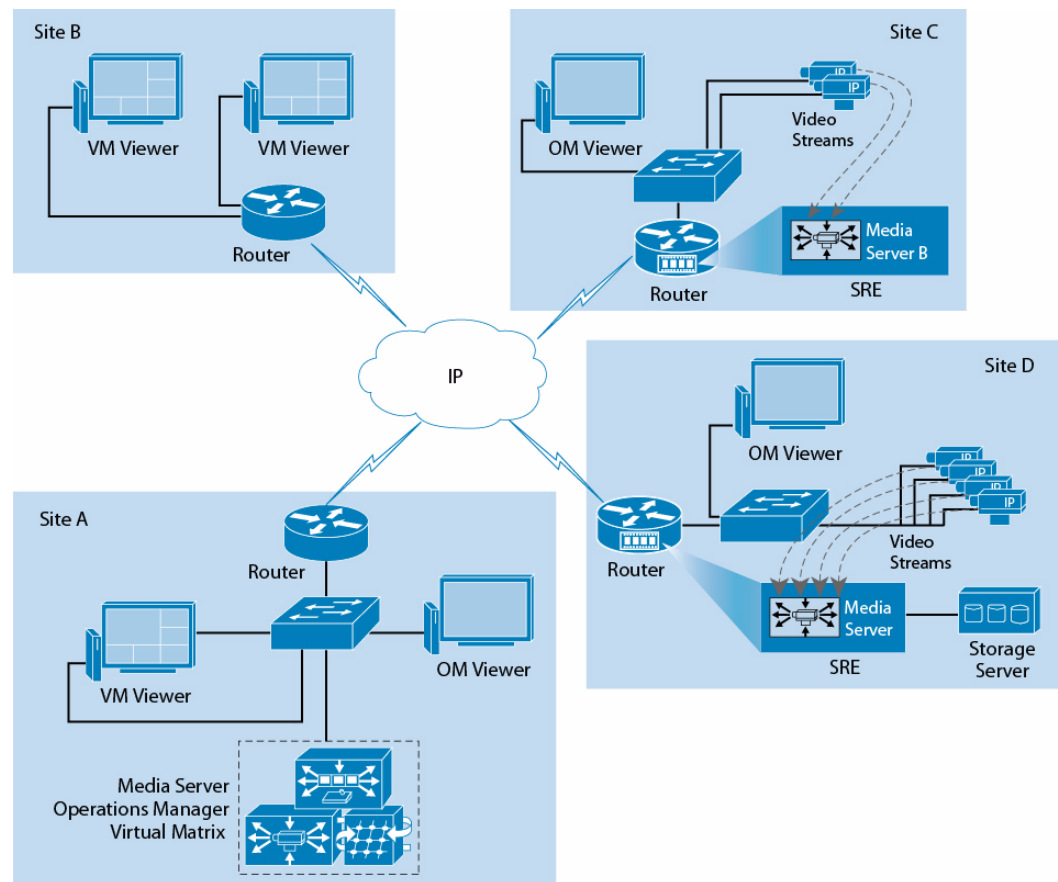 Site B
VM Viewer
VM Viewer
Router
Site C
OM Viewer
IP
IP
Video
Streams
Router
Media
Server B
SRE
IP
Site D
OM Viewer
IP
IP
IP
IP
Video
Streams
Router
Media
Server
SRE
Storage
Server
Site A
Router
VM Viewer
OM Viewer
Media Server
Operations Manager
Virtual Matrix